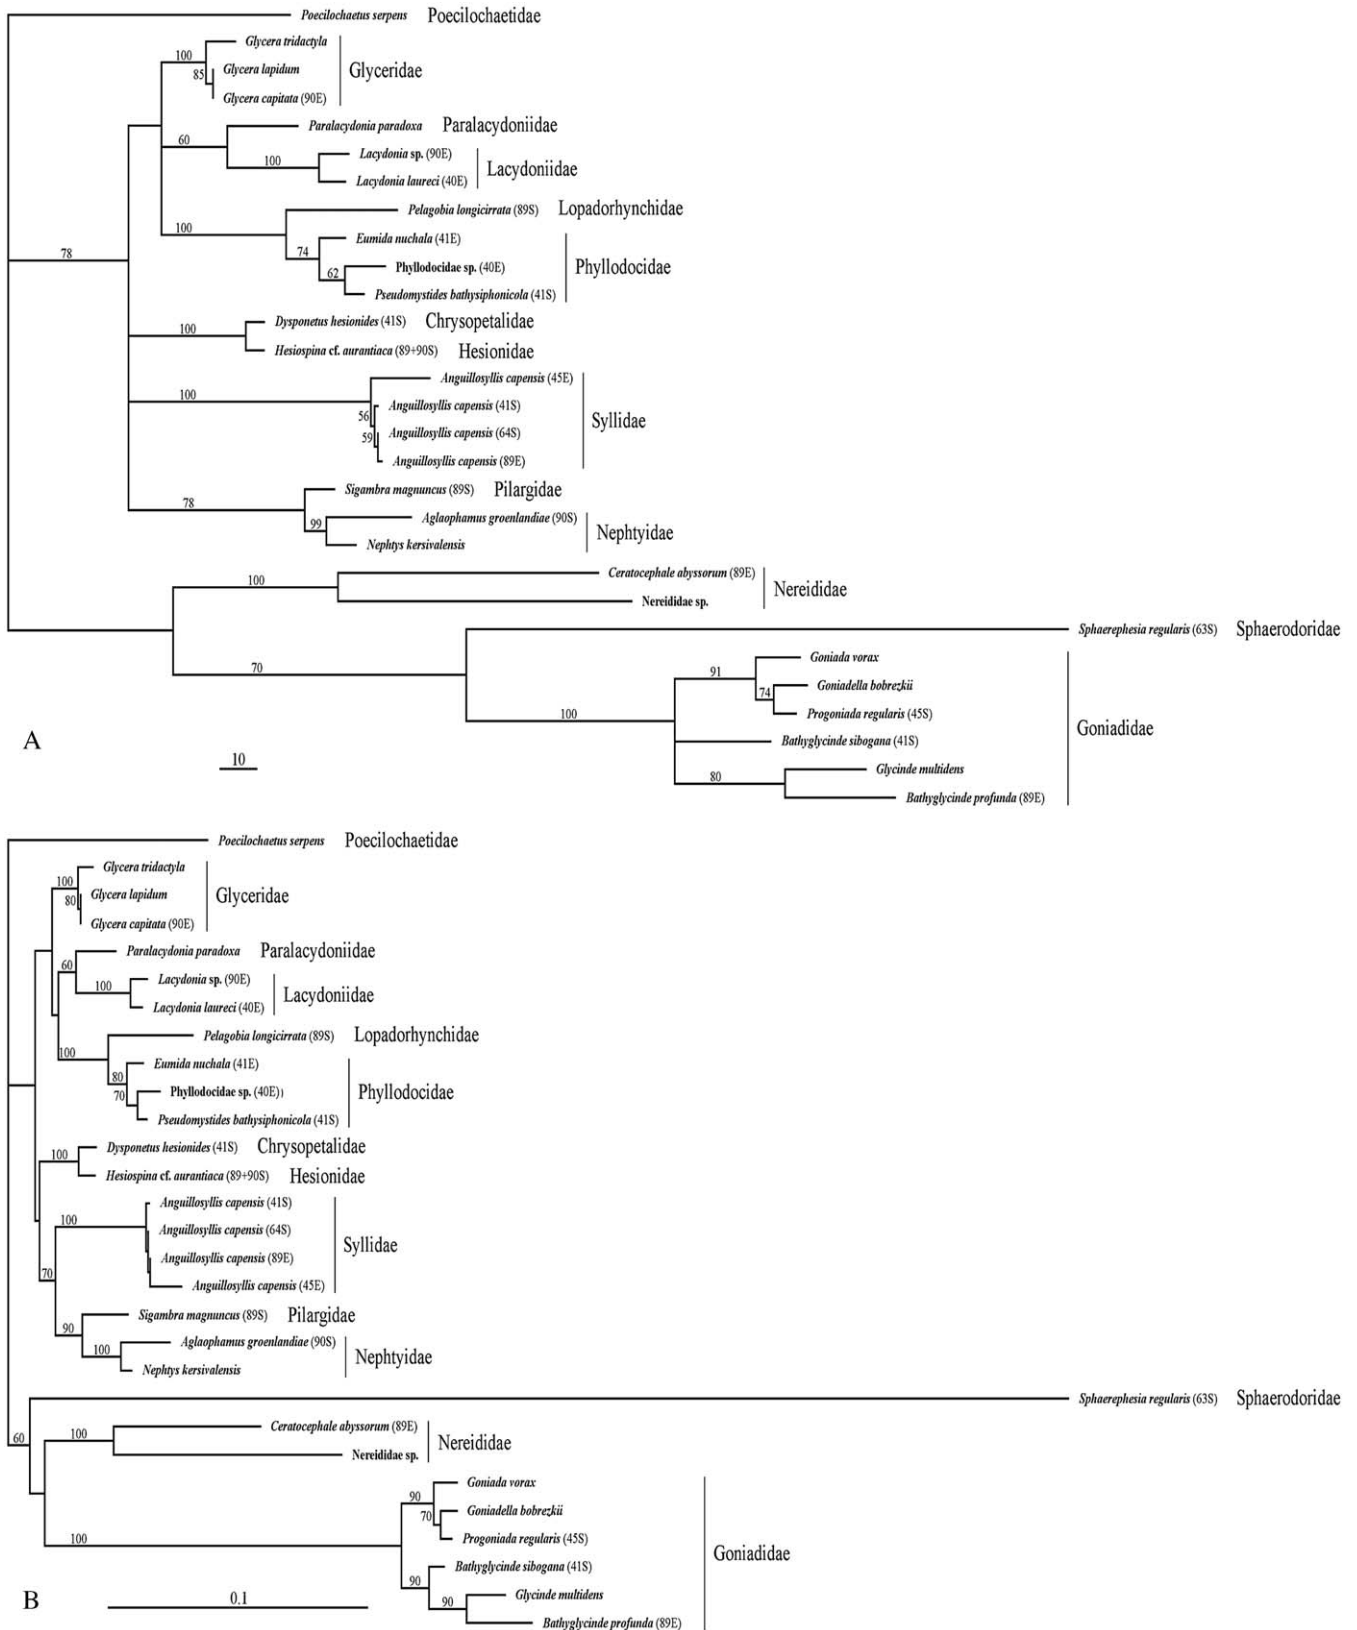 Poecilochaetus serpens Poecilochaetidae
Glycera tridactyla
100
85
Glycera lapidum
Glyceridae
Glycera capitata (90E)
Paralacydonia paradoxa Paralacydoniidae
60
Lacydonia sp. (90E)
100
Lacydoniidae
Lacydonia laureci (40E)
Pelagobia longicirrata (89S) Lopadorhynchidae
100
Eumida nuchala (41E)
74
78
Phyllodocidae sp. (40E)
Phyllodocidae
62
Pseudomystides bathysiphonicola (41S)
Dysponetus hesionides (41S) Chrysopetalidae
100
Hesiospina cf. aurantiaca (89+90S) Hesionidae
Anguillosyllis capensis (45E)
100
Anguillosyllis capensis (41S)
56
Syllidae
Anguillosyllis capensis (64S)
59
Anguillosyllis capensis (89E)
Sigambra magnuncus (89S) Pilargidae
78
Aglaophamus groenlandiae (90S)
99
Nephtyidae
Nephtys kersivalensis
Ceratocephale abyssorum (89E)
100
Nereididae
Nereididae sp.
Sphaerephesia regularis (63S) Sphaerodoridae
Goniada vorax
70
91
Goniadella bobrezkii
74
Progoniada regularis (45S)
100
Goniadidae
Bathyglycinde sibogana (41S)
A
10
Glycinde multidens
80
Bathyglycinde profunda (89E)
Poecilochaetus serpens Poecilochaetidae
Glycera tridactyla
100
Glycera lapidum
Glyceridae
80
Glycera capitata (90E)
Paralacydonia paradoxa Paralacydoniidae
60
Lacydonia sp. (90E)
100
Lacydoniidae
Lacydonia laureci (40E)
Pelagobia longicirrata (89S) Lopadorhynchidae
100
Eumida nuchala (41E)
80
Phyllodocidae sp. (40E))
Phyllodocidae
70
Pseudomystides bathysiphonicola (41S)
Dysponetus hesionides (41S) Chrysopetalidae
100
Hesiospina cf. aurantiaca (89+90S) Hesionidae
Anguillosyllis capensis (41S)
100
Anguillosyllis capensis (64S)
Syllidae
Anguillosyllis capensis (89E)
70
Anguillosyllis capensis (45E)
Sigambra magnuncus (89S) Pilargidae
90
Aglaophamus groenlandiae (90S)
100
Nephtyidae
Nephtys kersivalensis
Sphaerephesia regularis (63S) Sphaerodoridae
60
Ceratocephale abyssorum (89E)
100
Nereididae
Nereididae sp.
Goniada vorax
90
Goniadella bobrezkii
70
100
Progoniada regularis (45S)
Goniadidae
Bathyglycinde sibogana (41S)
90
Glycinde multidens
90
B
0.1
Bathyglycinde profunda (89E)